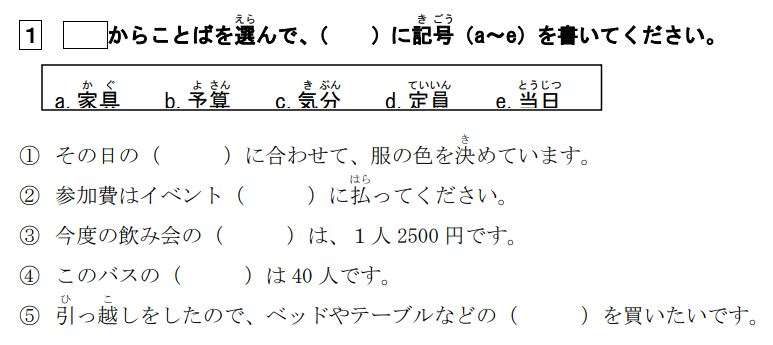 1 □からことばを選んで、(　　)に記号(a～e)を書いてください。
a. 家具　b. 予算　c. 気分　d. 定員　e. 当日
① その日の(　　)に合わせて、服の色を決めています。
② 参加費はイベント(　　)に払ってください。
③ 今度の飲み会の(　　)は、１人 2500 円です。
④ このバスの(　　)は 40 人です。
⑤ 引っ越しをしたので、ベッドやテーブルなどの(　　)を買いたいです。